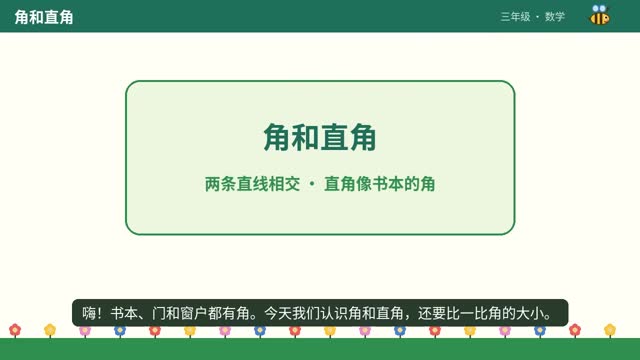 角和直角
三年级 · 数学
角和直角
两条直线相交 · 直角像书本的角
嗨！书本、门和窗户都有角。今天我们认识角和直角，还要比一比角的大小。